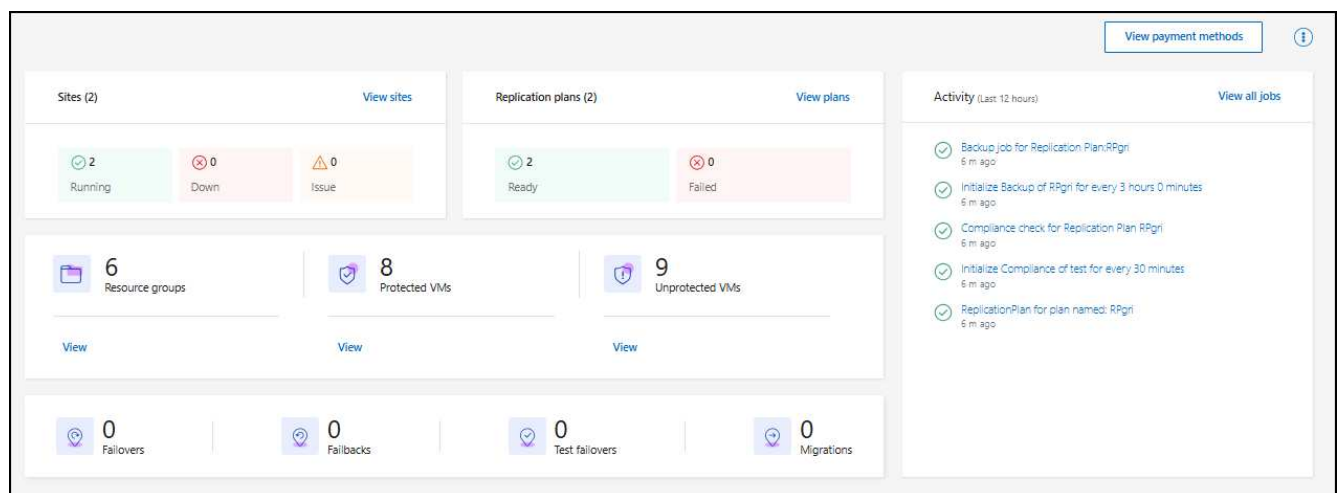 View payment methods
Sites (2)
View sites
2
Running
0
Down
0
Issue
Replication plans (2)
View plans
2
Ready
0
Failed
6
Resource groups
View
8
Protected VMs
View
9
Unprotected VMs
View
0
Failovers
0
Failbacks
0
Test failovers
0
Migrations
Activity (Last 12 hours)
View all jobs
Backup job for Replication Plan:RPgri
6 m ago
Initialize Backup of RPgri for every 3 hours 0 minutes
6 m ago
Compliance check for Replication Plan RPgri
6 m ago
Initialize Compliance of test for every 30 minutes
6 m ago
ReplicationPlan for plan named: RPgri
6 m ago